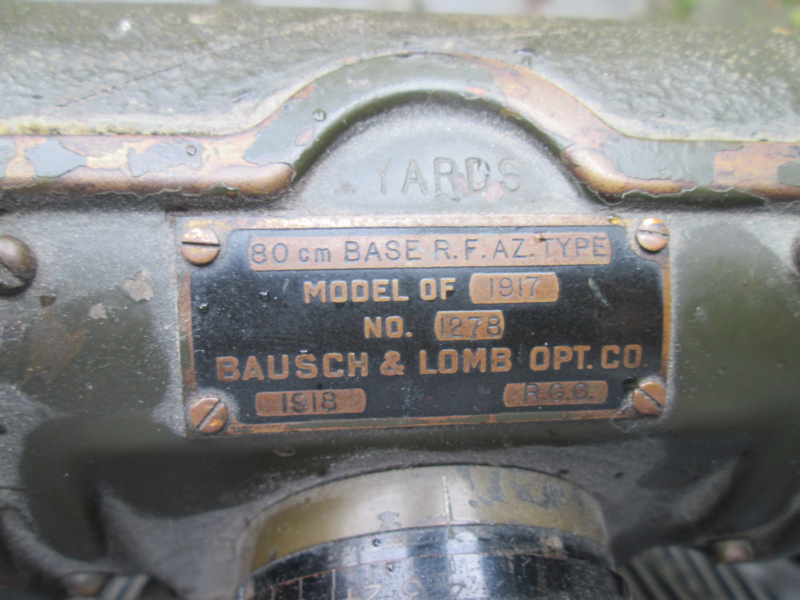 YARDS
80 cm BASE R.F. AZ. TYPE
MODEL OF 1917
NO. 1278
BAUSCH & LOMB OPT. CO.
1918